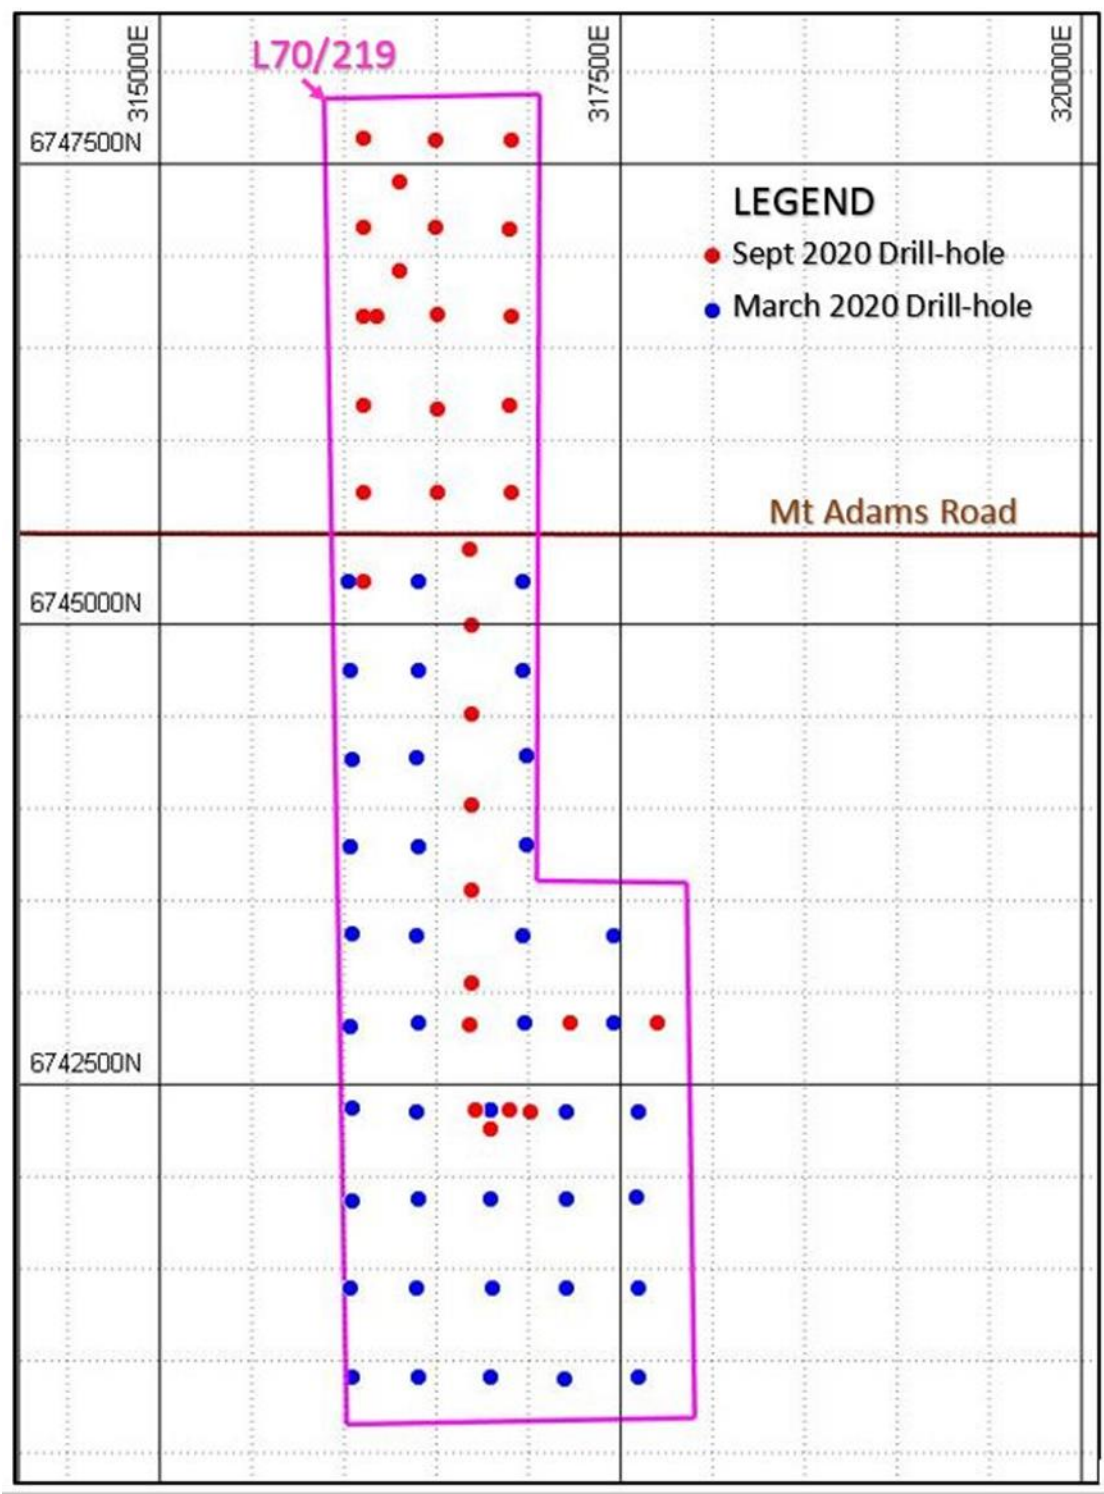 315000E
317500E
320000E
L70/219
6747500N
LEGEND
Sept 2020 Drill-hole
March 2020 Drill-hole
Mt Adams Road
6745000N
6742500N